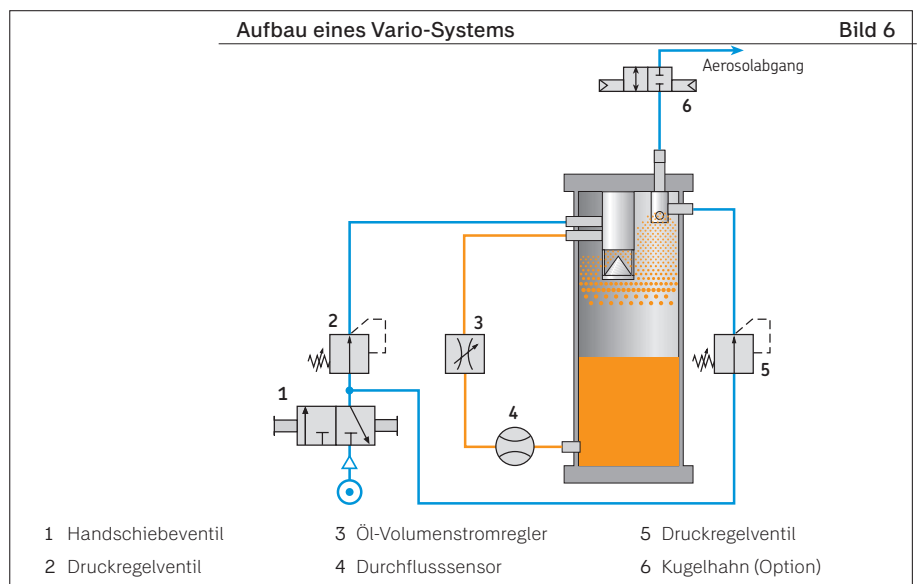 Aufbau eines Vario-Systems Bild 6
Aerosolabgang
6
2
3
1
5
4
1 Handschiebeventil 3 Öl-Volumenstromregler 5 Druckregelventil
2 Druckregelventil 4 Durchflusssensor 6 Kugelhahn (Option)